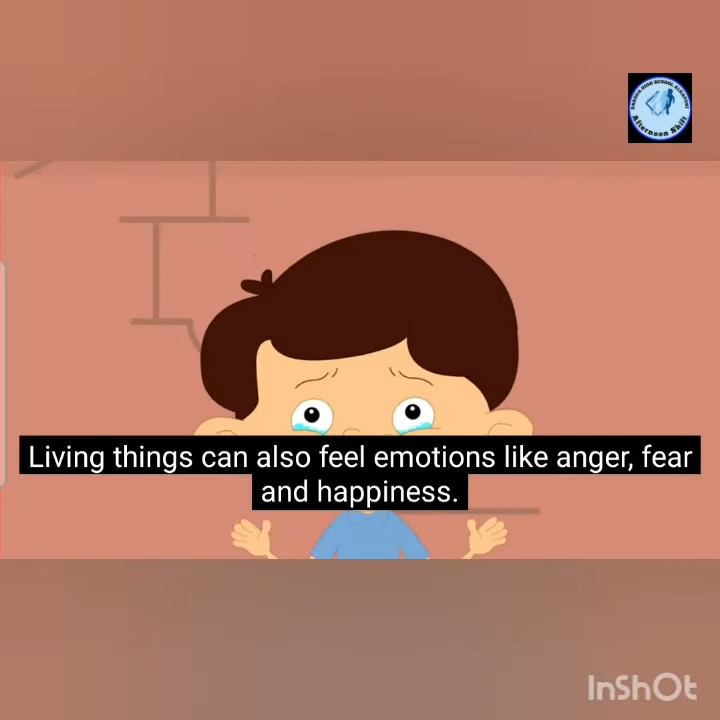 Afternoon Shift
Living things can also feel emotions like anger, fear
and happiness.
InShOt